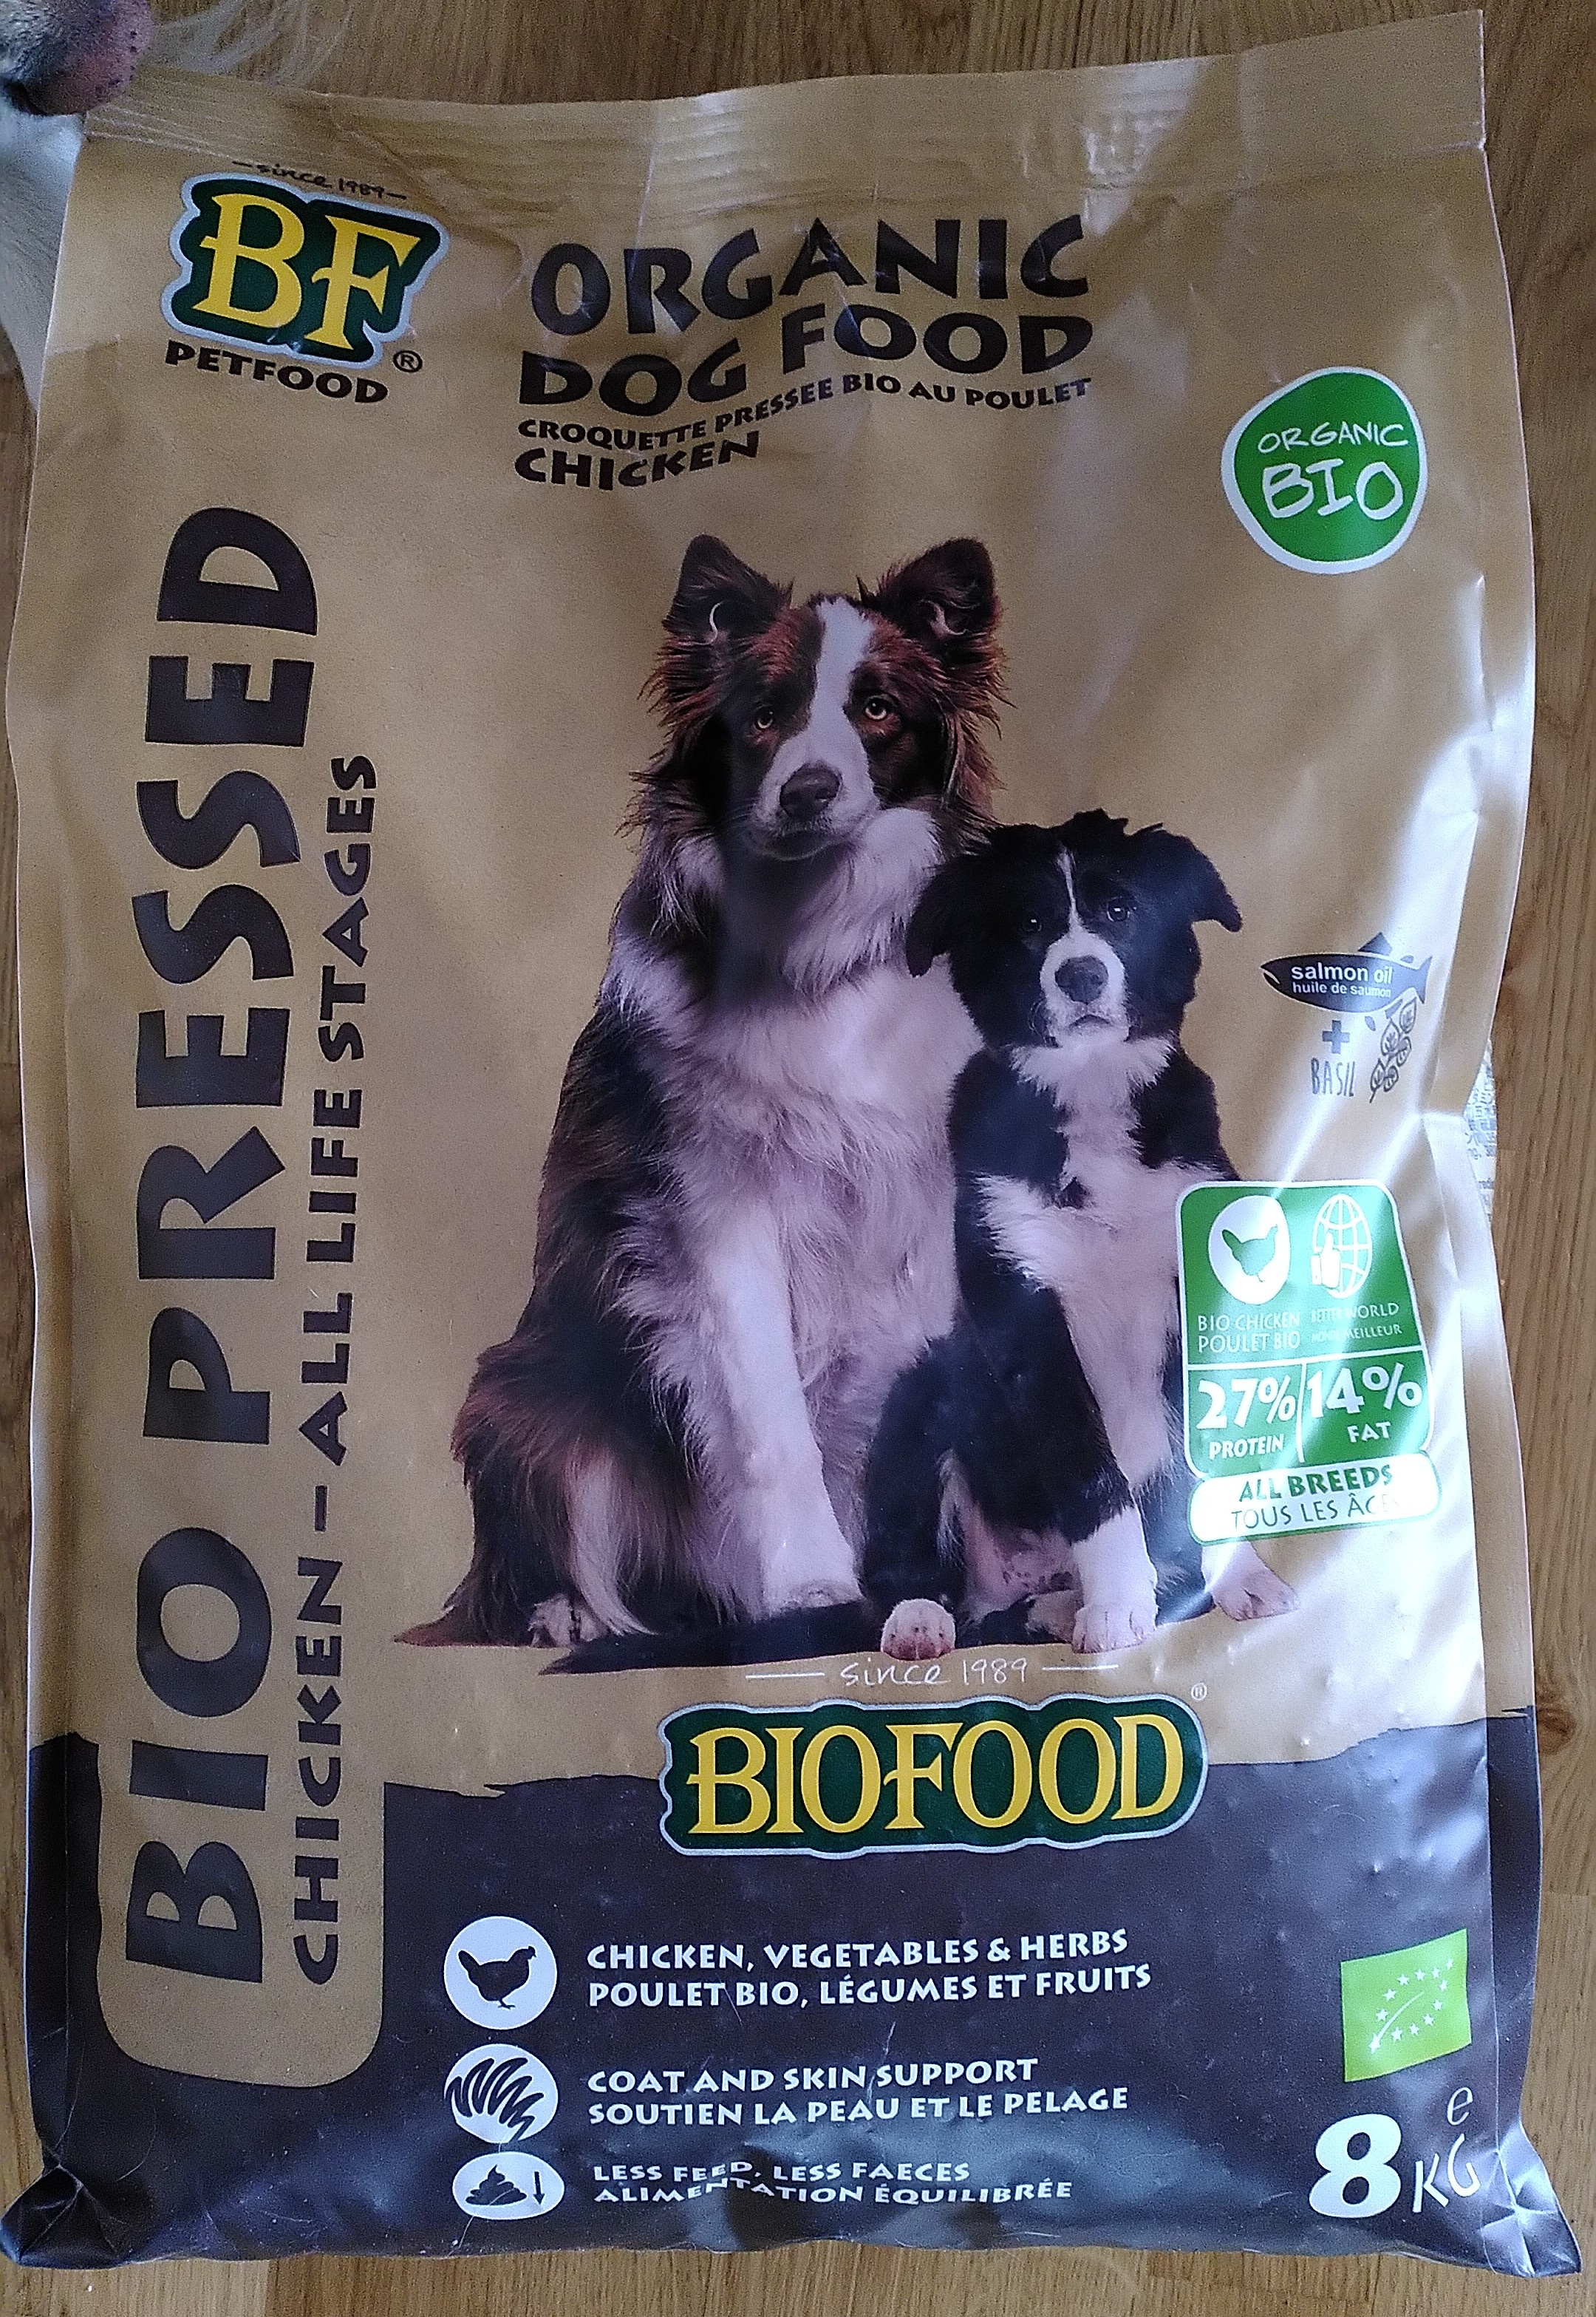 since 1989
BF
PETFOOD®
ORGANIC
DOG FOOD
CROQUETTE PRESSEE BIO AU POULET
CHICKEN
ORGANIC
BIO
BIO PRESSED
CHICKEN – ALL LIFE STAGES
salmon oil
huile de saumon
+
BASIL
BIO CHICKEN
POULET BIO
BETTER WORLD
MEILLEUR
27%
PROTEIN
14%
FAT
ALL BREEDS
TOUS LES ÂGES
since 1989
BIOFOOD®
CHICKEN, VEGETABLES & HERBS
POULET BIO, LÉGUMES ET FRUITS
COAT AND SKIN SUPPORT
SOUTIEN LA PEAU ET LE PELAGE
LESS FEED, LESS FAECES
ALIMENTATION ÉQUILIBRÉE
8 KG e